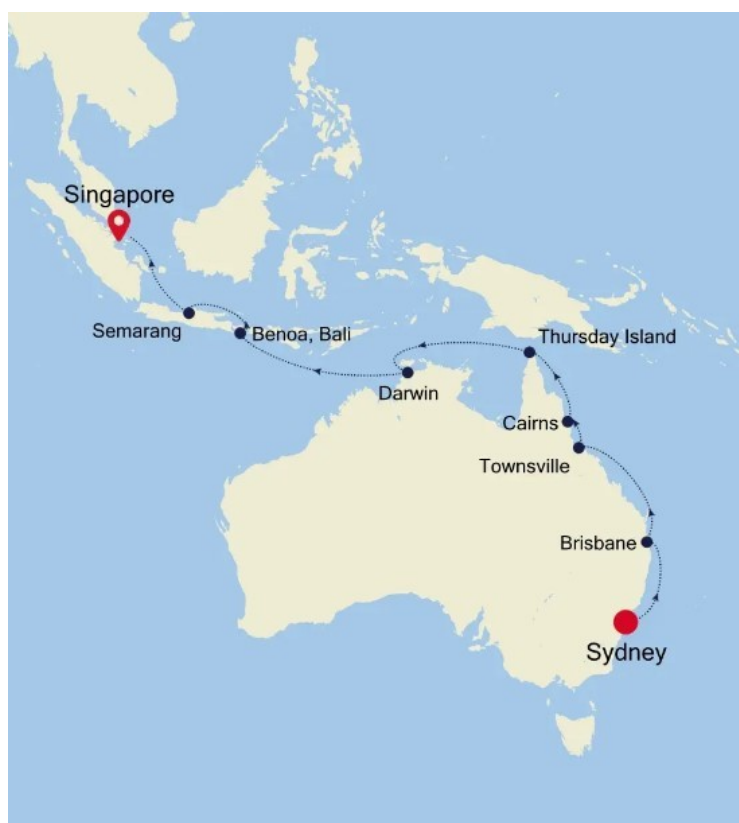 Singapore
Semarang
Benoa, Bali
Thursday Island
Darwin
Cairns
Townsville
Brisbane
Sydney